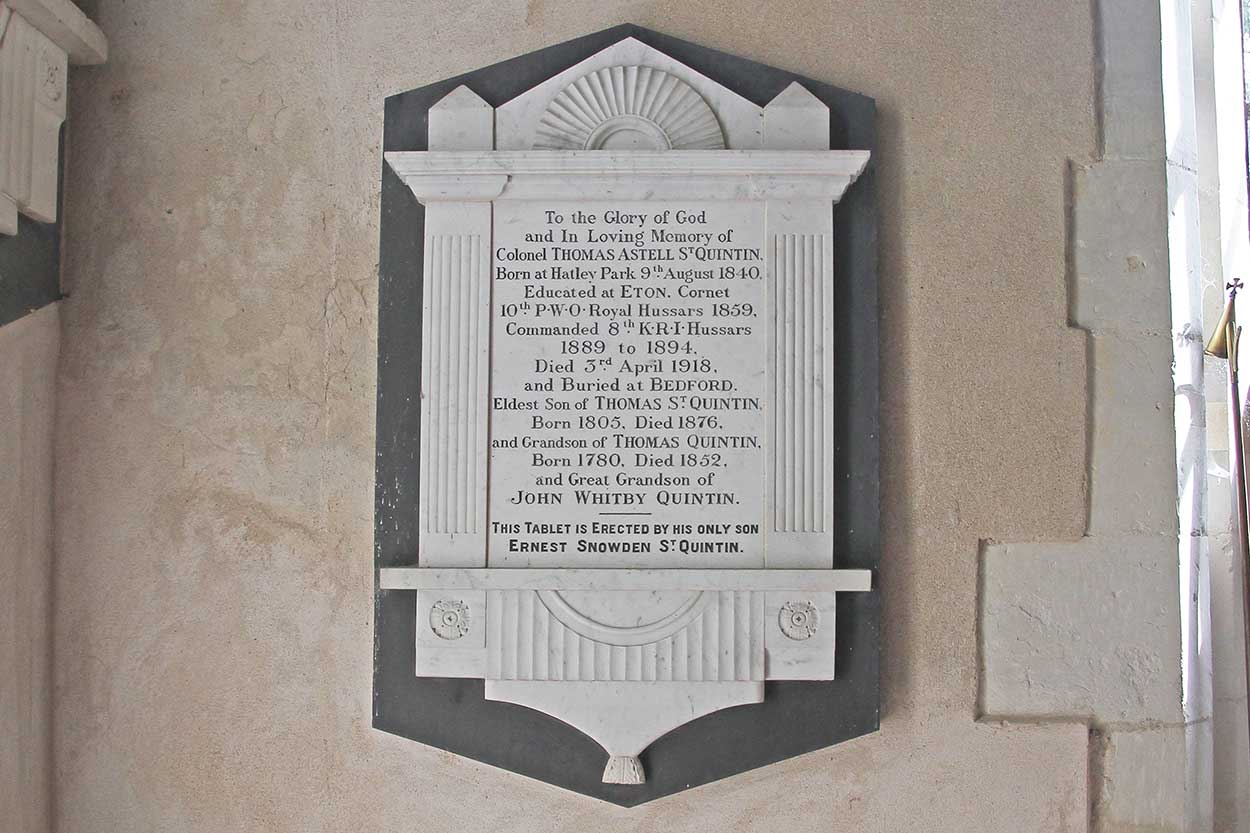 To the Glory of God
and In Loving Memory of
Colonel THOMAS ASTELL ST QUINTIN,
Born at Hatley Park 9th August 1840.
Educated at ETON. Cornet
10th P·W·O·Royal Hussars 1859,
Commanded 8th K·R·I·Hussars
1889 to 1894,
Died 3rd April 1918,
and Buried at BEDFORD.
Eldest Son of THOMAS ST QUINTIN,
Born 1805, Died 1876,
and Grandson of THOMAS QUINTIN,
Born 1780, Died 1852,
and Great Grandson of
JOHN WHITBY QUINTIN.
THIS TABLET IS ERECTED BY HIS ONLY SON
ERNEST SNOWDEN ST QUINTIN.